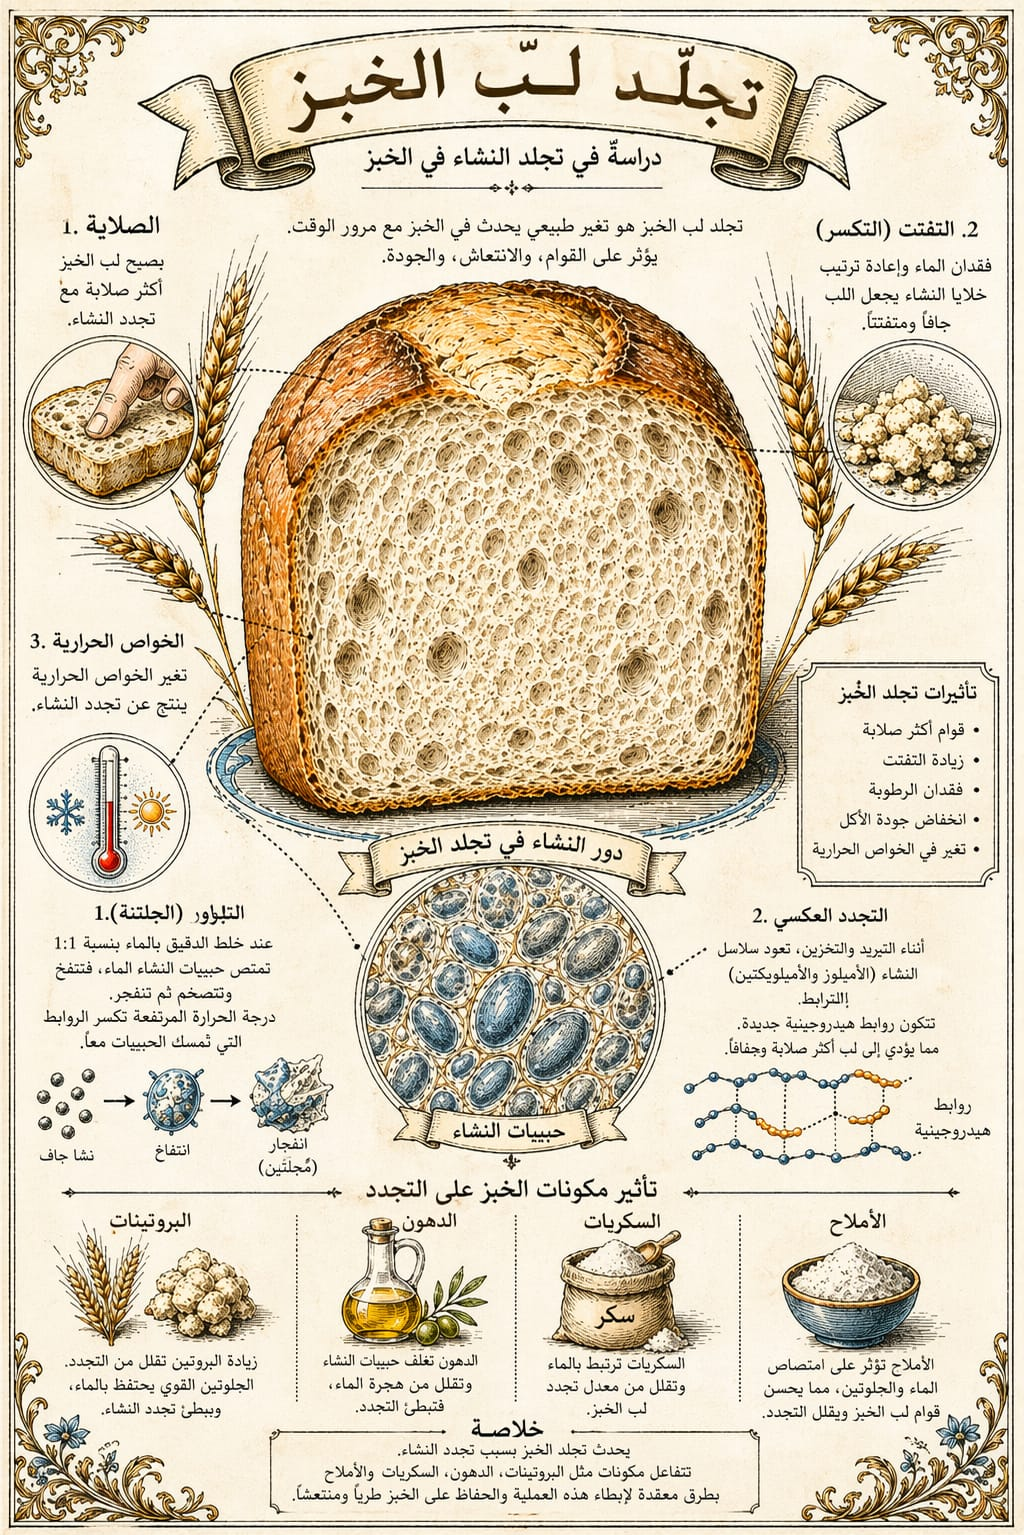 تجلّد لبّ الخبز
دراسةٌ في تجلد النشاء في الخبز
تجلد لب الخبز هو تغير طبيعي يحدث في الخبز مع مرور الوقت.
يؤثر على القوام، والانتعاش، والجودة.
1. الصلابة
يصبح لب الخبز
أكثر صلابة مع
تجدد النشاء.
2. التفتت (التكسر)
فقدان الماء وإعادة ترتيب
خلايا النشاء يجعل اللب
جافاً ومتفتتاً.
3. الخواص الحرارية
تغير الخواص الحرارية
ينتج عن تجدد النشاء.
تأثيرات تجلد الخُبز
• قوام أكثر صلابة
• زيادة التفتت
• فقدان الرطوبة
• انخفاض جودة الأكل
• تغير في الخواص الحرارية
دور النشاء في تجلد الخبز
حبيبات النشاء
1. (الجلتنة)
عند خلط الدقيق بالماء بنسبة 1:1
تمتص حبيبات النشاء الماء، فتنتفخ
وتتضخم ثم تنفجر.
درجة الحرارة المرتفعة تكسر الروابط
التي تُمسك الحبيبات معاً.
نشا جاف
انتفاخ
انفجار
2. التجدد العكسي
أثناء التبريد والتخزين، تعود سلاسل
النشاء (الأميلوز والأميلوبكتين)
تتكون روابط هيدروجينية جديدة.
مما يؤدي إلى لب أكثر صلابة وجفافاً.
روابط
هيدروجينية
تأثير مكونات الخبز على التجدد
البروتينات
زيادة البروتين تقلل من التجدد.
الجلوتين القوي يحتفظ بالماء،
ويبطئ تجدد النشاء.
الدهون
الدهون تغلف حبيبات النشاء
وتقلل من هجرة الماء،
فتبطئ التجدد.
السكريات
سكر
السكريات ترتبط بالماء
وتقلل من معدل تجدد
لب الخبز.
الأملاح
الأملاح تؤثر على امتصاص
الماء والجلوتين، مما يحسن
قوام لب الخبز ويقلل التجدد.
خلاصة
يحدث تجلد الخبز بسبب تجدد النشاء.
تتفاعل مكونات مثل البروتينات، الدهون، السكريات والأملاح
بطرق معقدة لإبطاء هذه العملية والحفاظ على الخبز طرياً ومنتعشاً.